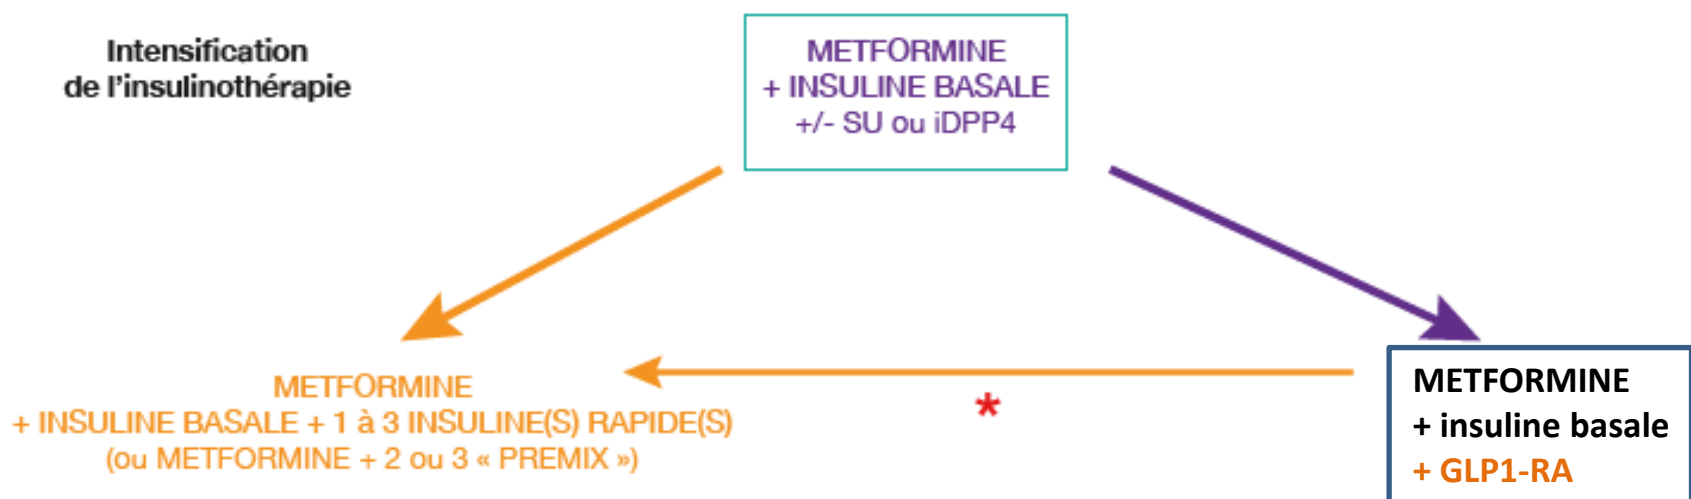 Intensification
de l'insulinothérapie
METFORMINE
+ INSULINE BASALE
+/- SU ou iDPP4
METFORMINE
+ INSULINE BASALE + 1 à 3 INSULINE(S) RAPIDE(S)
(ou METFORMINE + 2 ou 3 « PREMIX »)
*
METFORMINE
+ insuline basale
+ GLP1-RA